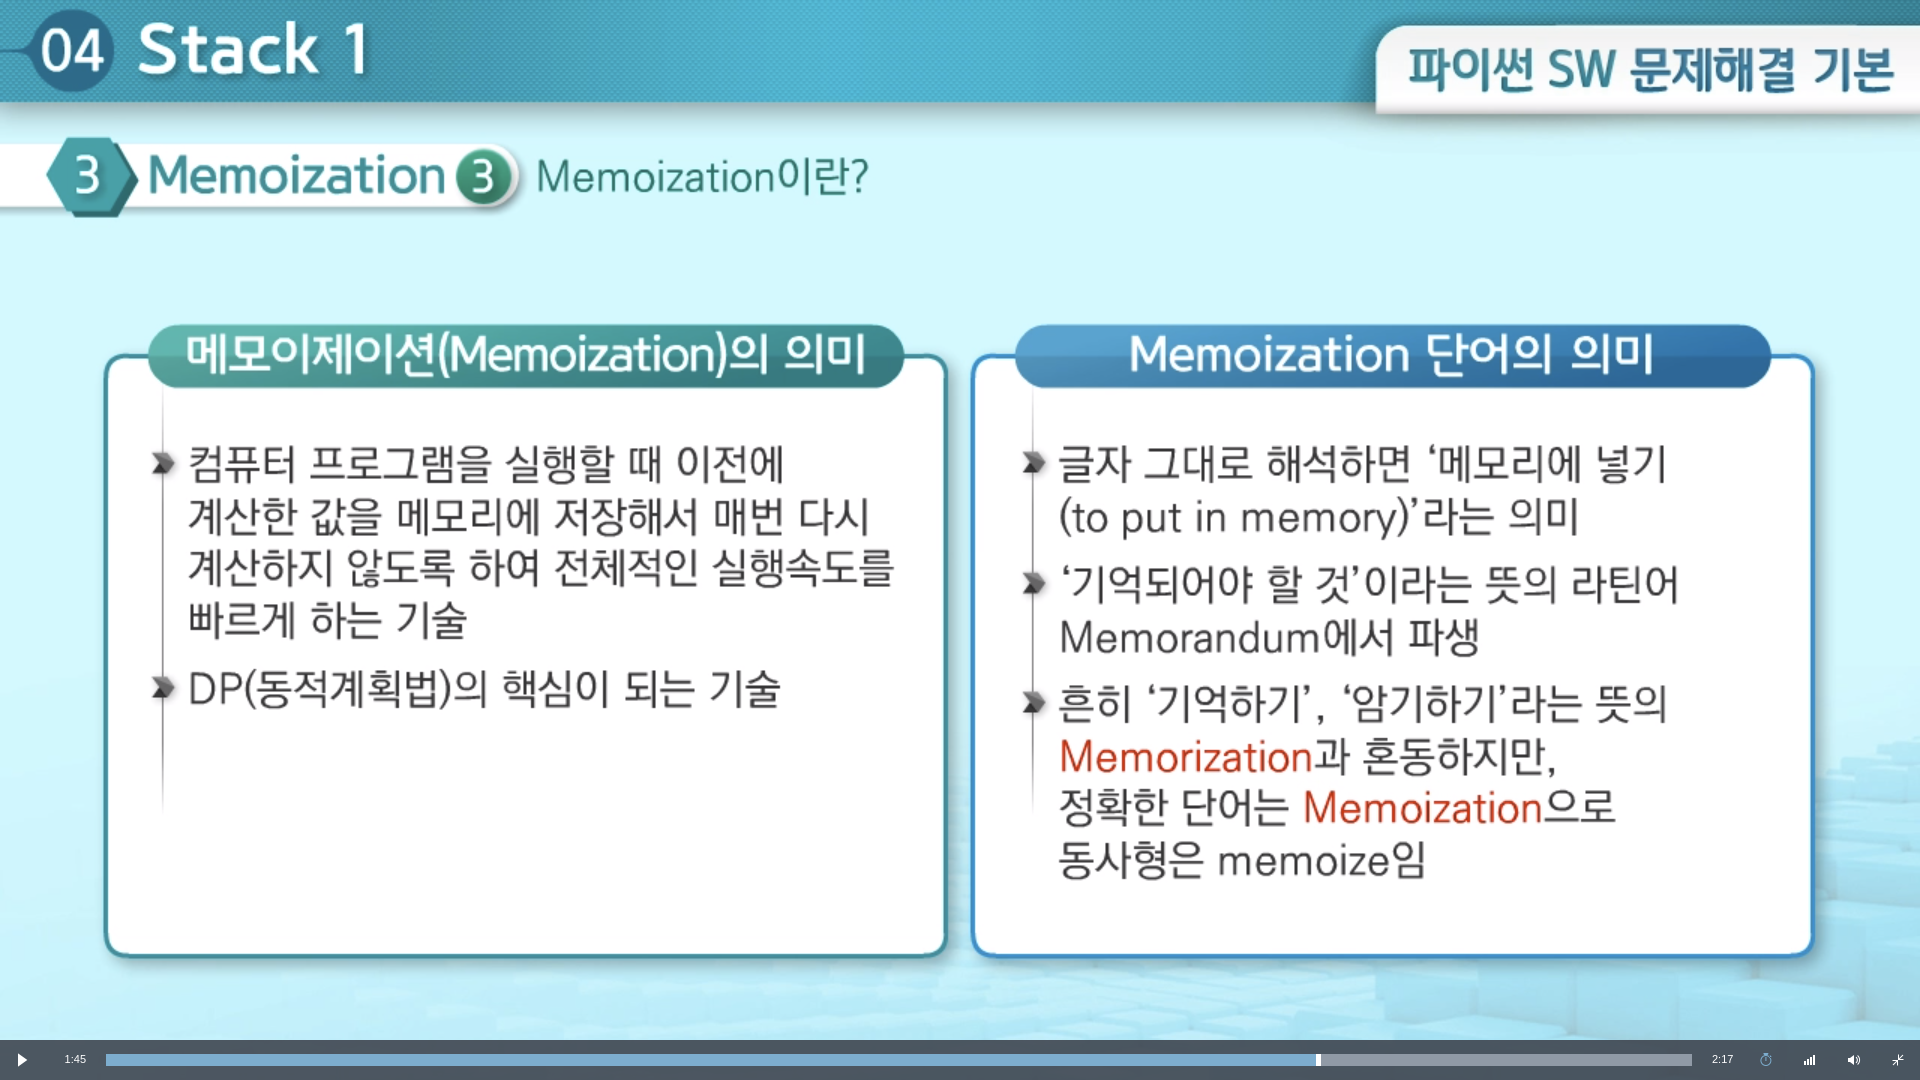 04 Stack 1
파이썬 SW 문제해결 기본
3 Memoization 3 Memoization이란?
메모이제이션(Memoization)의 의미
컴퓨터 프로그램을 실행할 때 이전에
계산한 값을 메모리에 저장해서 매번 다시
계산하지 않도록 하여 전체적인 실행속도를
빠르게 하는 기술
DP(동적계획법)의 핵심이 되는 기술
Memoization 단어의 의미
글자 그대로 해석하면 ‘메모리에 넣기
(to put in memory)’라는 의미
‘기억되어야 할 것’이라는 뜻의 라틴어
Memorandum에서 파생
흔히 ‘기억하기’, ‘암기하기’라는 뜻의
Memorization과 혼동하지만,
정확한 단어는 Memoization으로
동사형은 memoize임
1:45
2:17